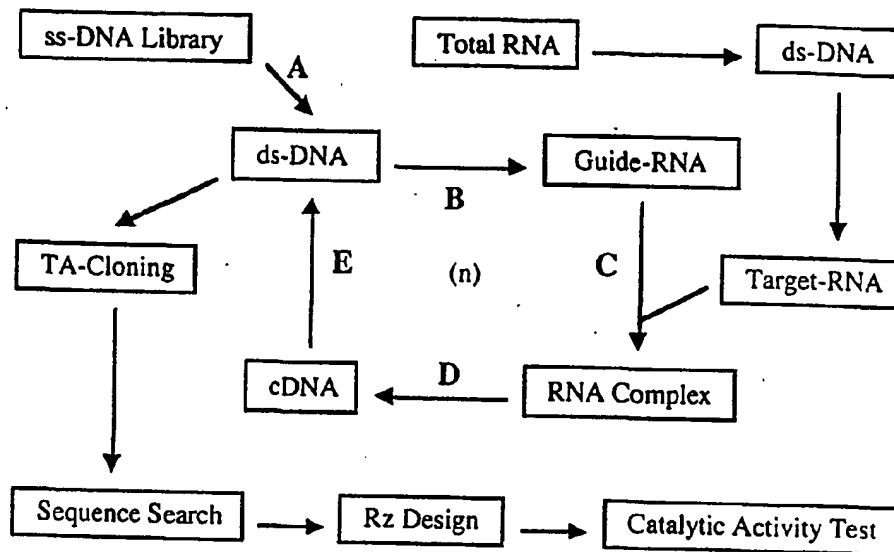 ss-DNA Library
Total RNA
ds-DNA
A
ds-DNA
Guide-RNA
B
TA-Cloning
E
(n)
C
Target-RNA
cDNA
D
RNA Complex
Sequence Search
Rz Design
Catalytic Activity Test